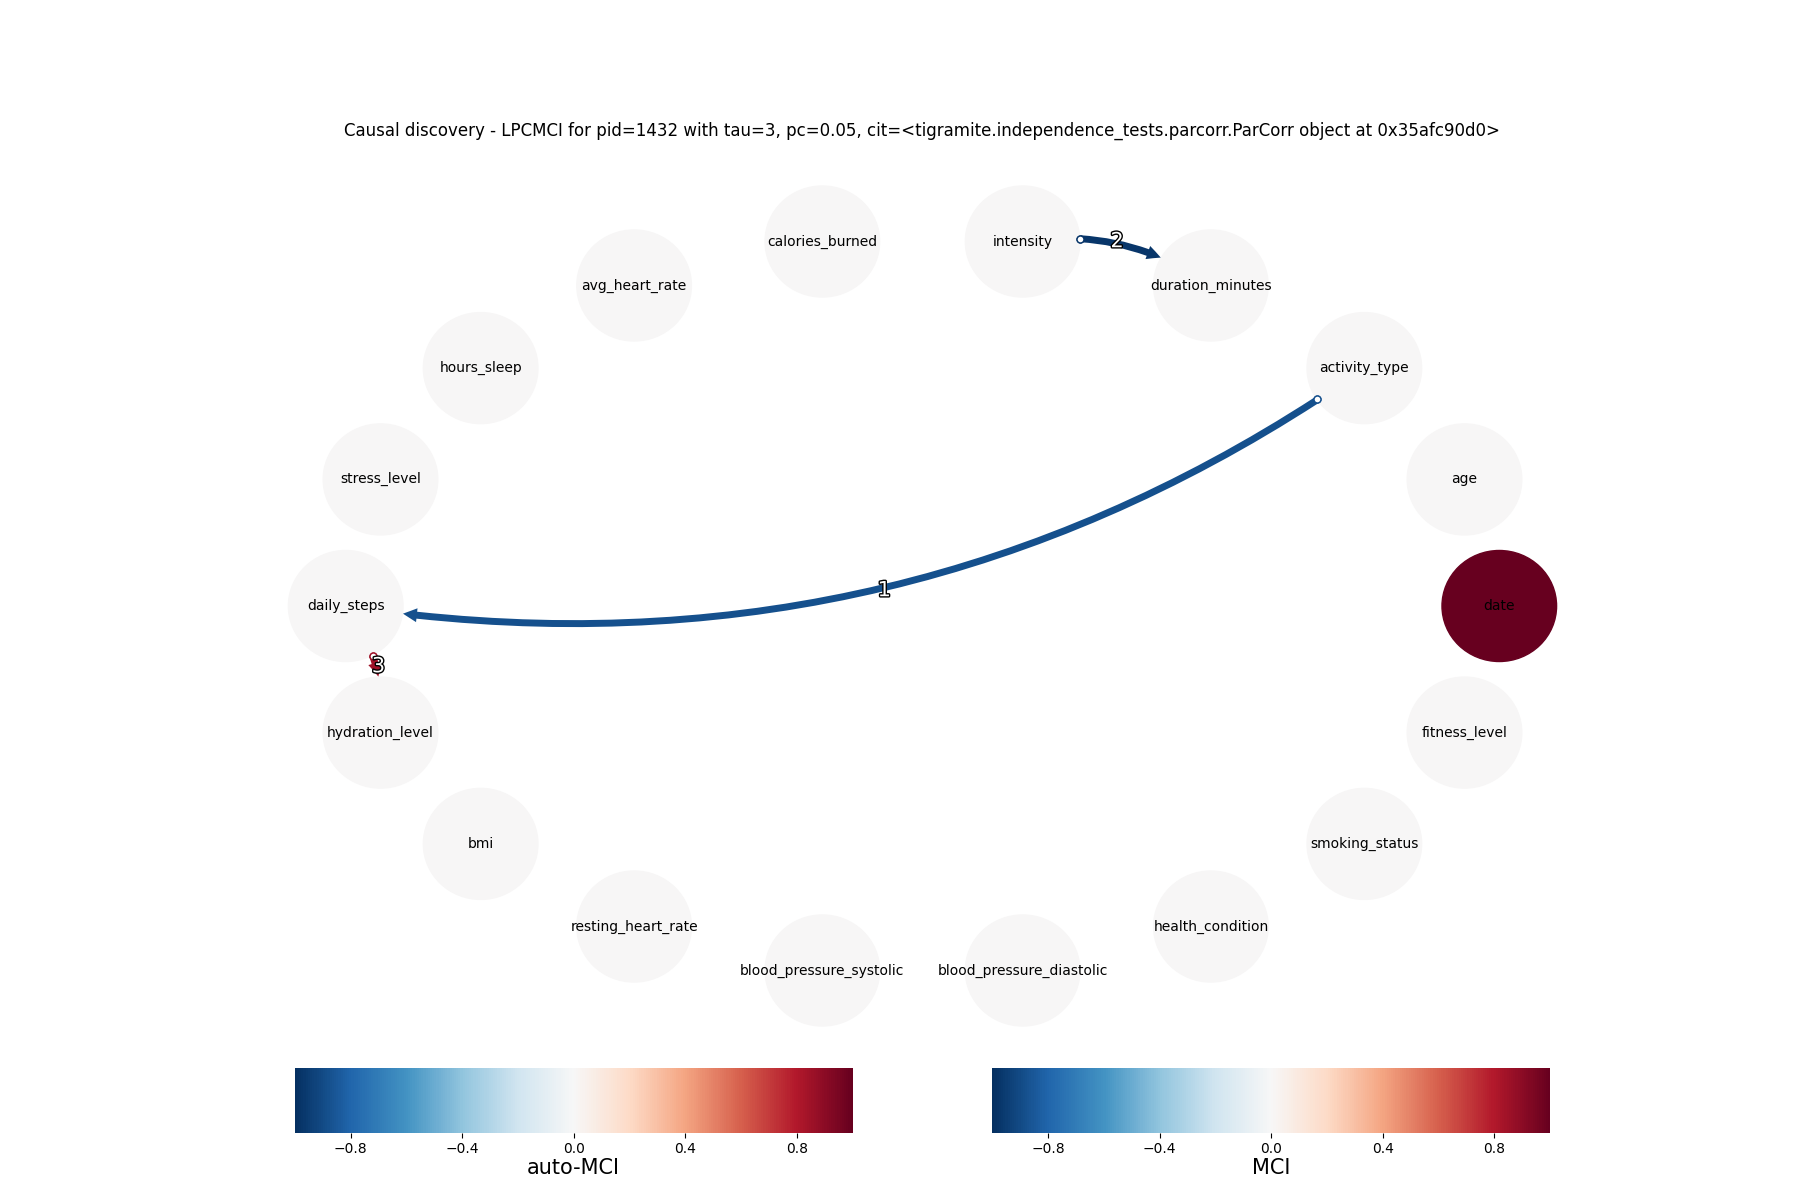 Causal discovery - LPCMCI for pid=1432 with tau=3, pc=0.05, cit=<tigramite.independence_tests.parcorr.ParCorr object at 0x35afc90d0>
calories_burned
intensity
2
avg_heart_rate
duration_minutes
hours_sleep
activity_type
stress_level
age
1
daily_steps
date
3
hydration_level
fitness_level
bmi
smoking_status
resting_heart_rate
health_condition
blood_pressure_systolic
blood_pressure_diastolic
−0.8 −0.4 0.0 0.4 0.8
auto-MCI
−0.8 −0.4 0.0 0.4 0.8
MCI